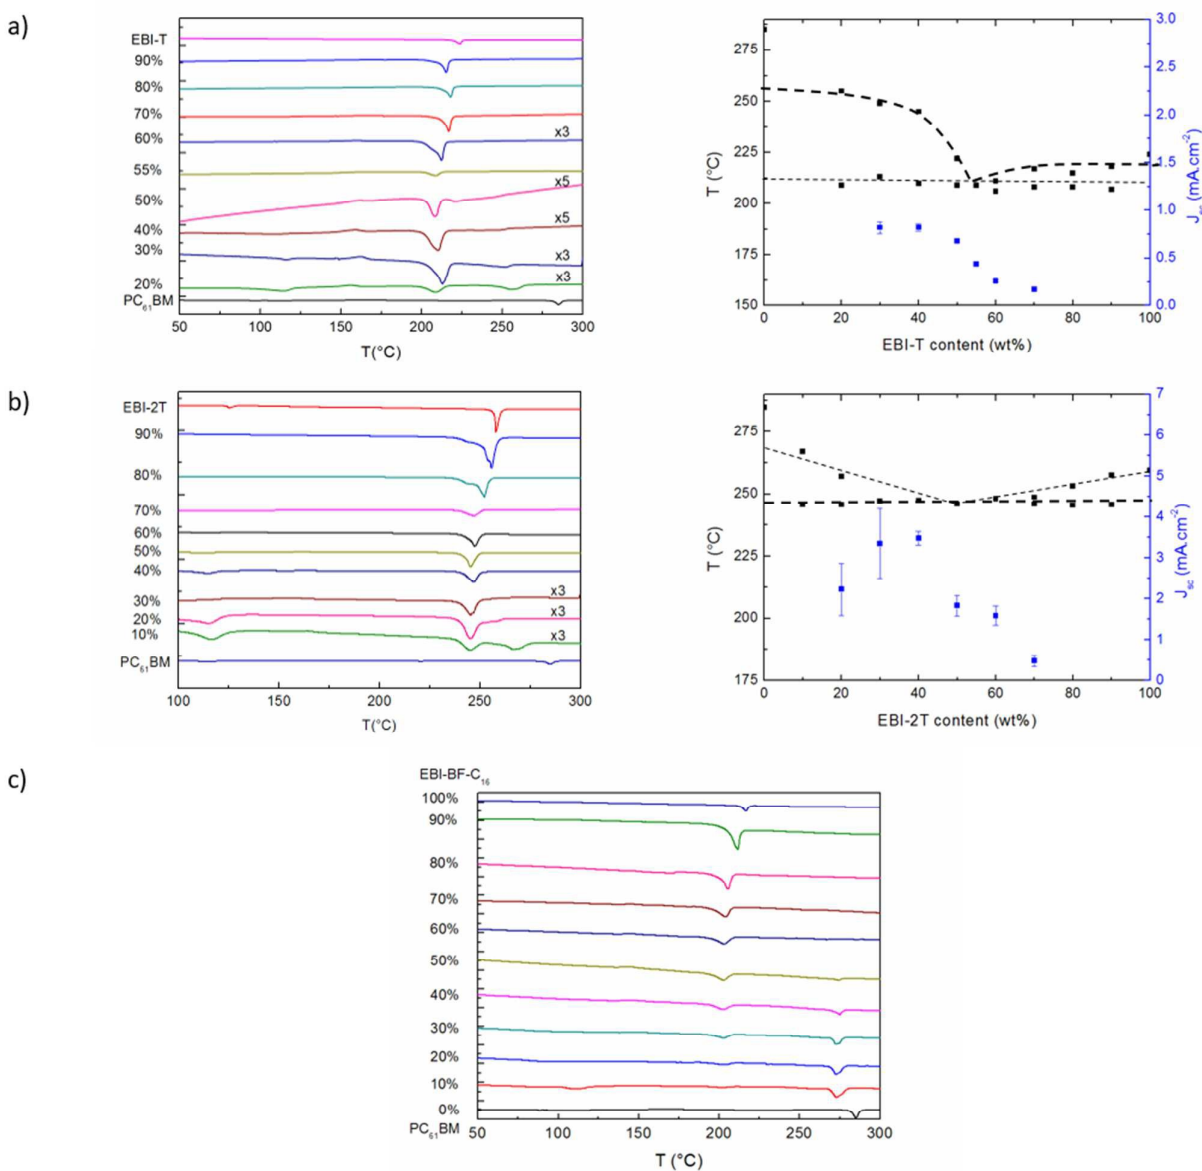 a)
EBI-T
90%
80%
70%
60%
x3
55%
x5
50%
x5
40%
30%
x3
x3
20%
PC61BM
50 100 150 200 250 300
T(°C)
275
250
225
200
175
150
T (°C)
3.0
2.5
2.0
1.5
1.0
0.5
0.0
Jsc (mA.cm-2)
0 20 40 60 80 100
EBI-T content (wt%)
b)
EBI-2T
90%
80%
70%
60%
50%
40%
30%
x3
20%
x3
10%
x3
PC61BM
100 150 200 250 300
T(°C)
275
250
225
200
175
T (°C)
7
6
5
4
3
2
1
0
Jsc (mA.cm-2)
0 20 40 60 80 100
EBI-2T content (wt%)
c)
EBI-BF-C16
100%
90%
80%
70%
60%
50%
40%
30%
20%
10%
0%
PC61BM
50 100 150 200 250 300
T (°C)